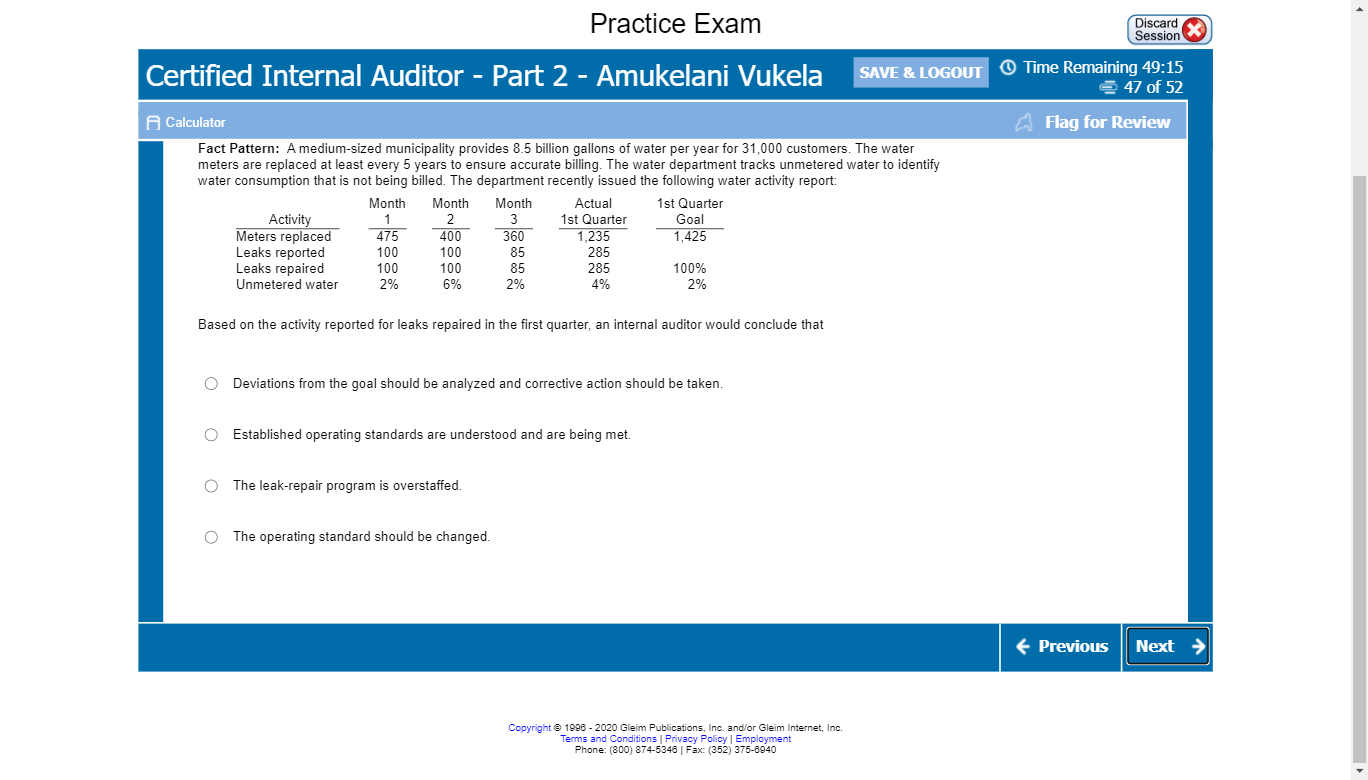 Practice Exam
Discard
Session
Certified Internal Auditor - Part 2 - Amukelani Vukela
SAVE & LOGOUT
Time Remaining 49:15
47 of 52
Calculator
Flag for Review
Fact Pattern: A medium-sized municipality provides 8.5 billion gallons of water per year for 31,000 customers. The water
meters are replaced at least every 5 years to ensure accurate billing. The water department tracks unmetered water to identify
water consumption that is not being billed. The department recently issued the following water activity report:
Month Month Month Actual 1st Quarter
Activity 1 2 3 1st Quarter Goal
Meters replaced 475 400 360 1,235 1,425
Leaks reported 100 100 85 285
Leaks repaired 100 100 85 285 100%
Unmetered water 2% 6% 2% 4% 2%
Based on the activity reported for leaks repaired in the first quarter, an internal auditor would conclude that
Deviations from the goal should be analyzed and corrective action should be taken.
Established operating standards are understood and are being met.
The leak-repair program is overstaffed.
The operating standard should be changed.
Previous
Next
Copyright © 1996 - 2020 Gleim Publications, Inc. and/or Gleim Internet, Inc.
Terms and Conditions | Privacy Policy | Employment
Phone: (800) 874-5346 | Fax: (352) 375-6940